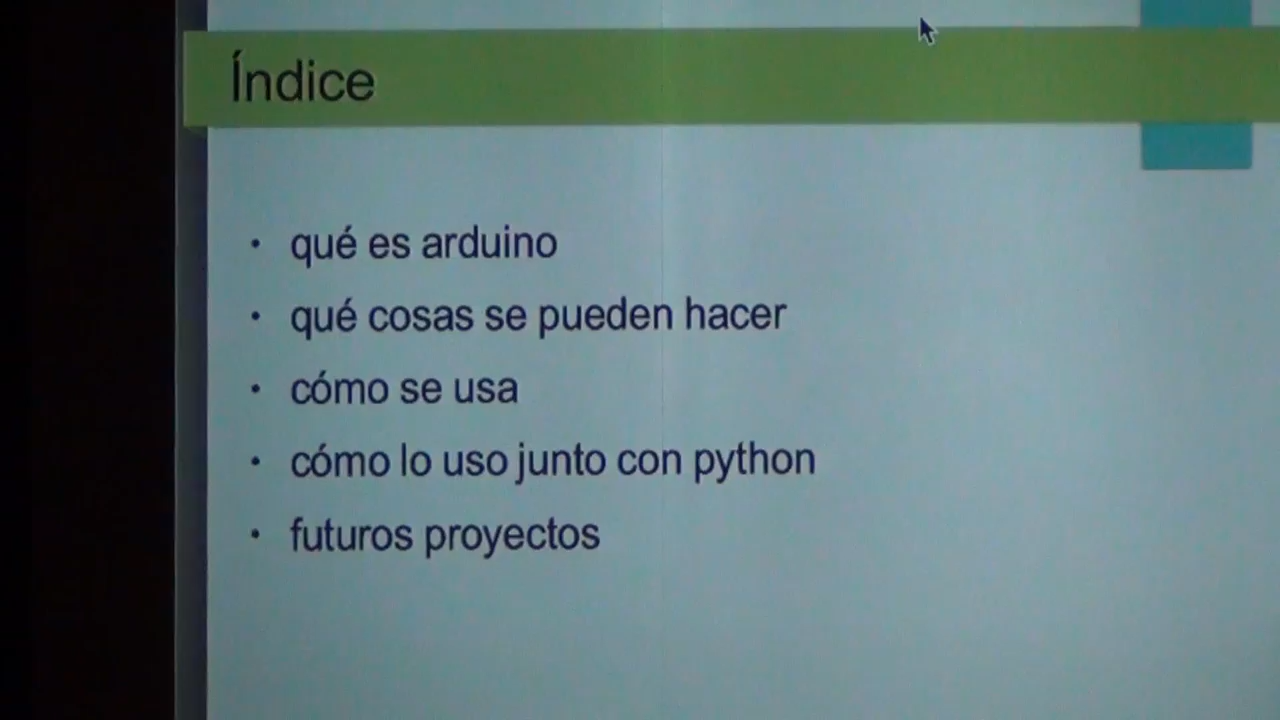 Índice
qué es arduino
qué cosas se pueden hacer
cómo se usa
cómo lo uso junto con python
futuros proyectos